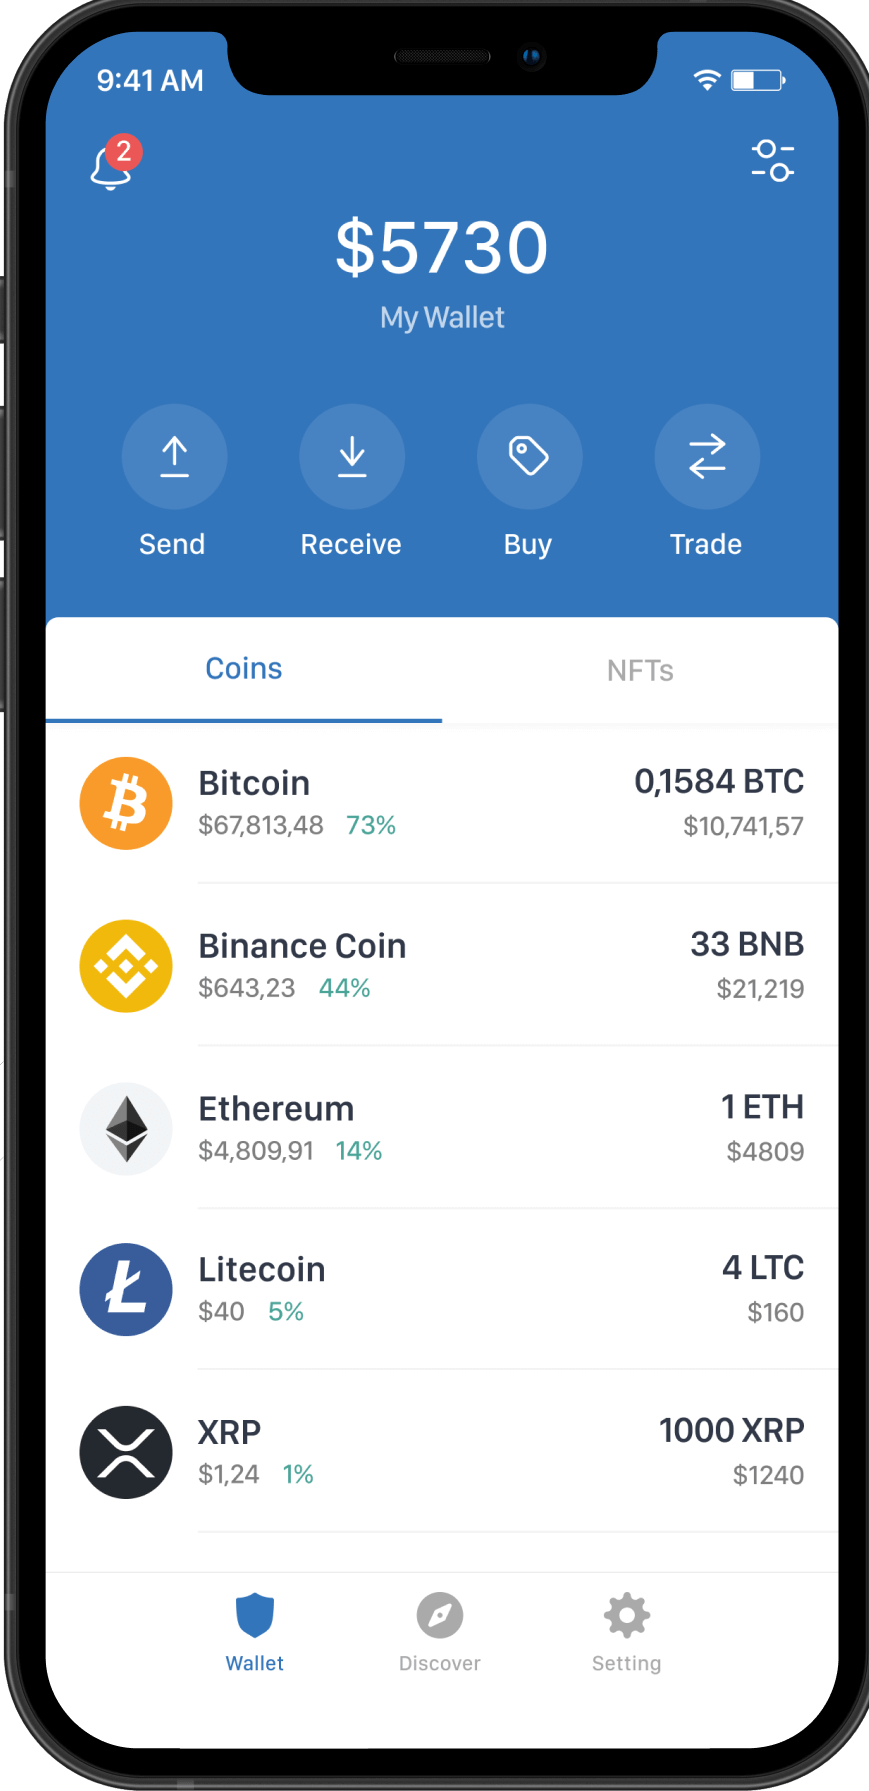 9:41 AM
2
$5730
My Wallet
Send Receive Buy Trade
Coins NFTs
Bitcoin 0,1584 BTC
$67,813,48 73% $10,741,57
Binance Coin 33 BNB
$643,23 44% $21,219
Ethereum 1 ETH
$4,809,91 14% $4809
Litecoin 4 LTC
$40 5% $160
XRP 1000 XRP
$1,24 1% $1240
Wallet Discover Setting